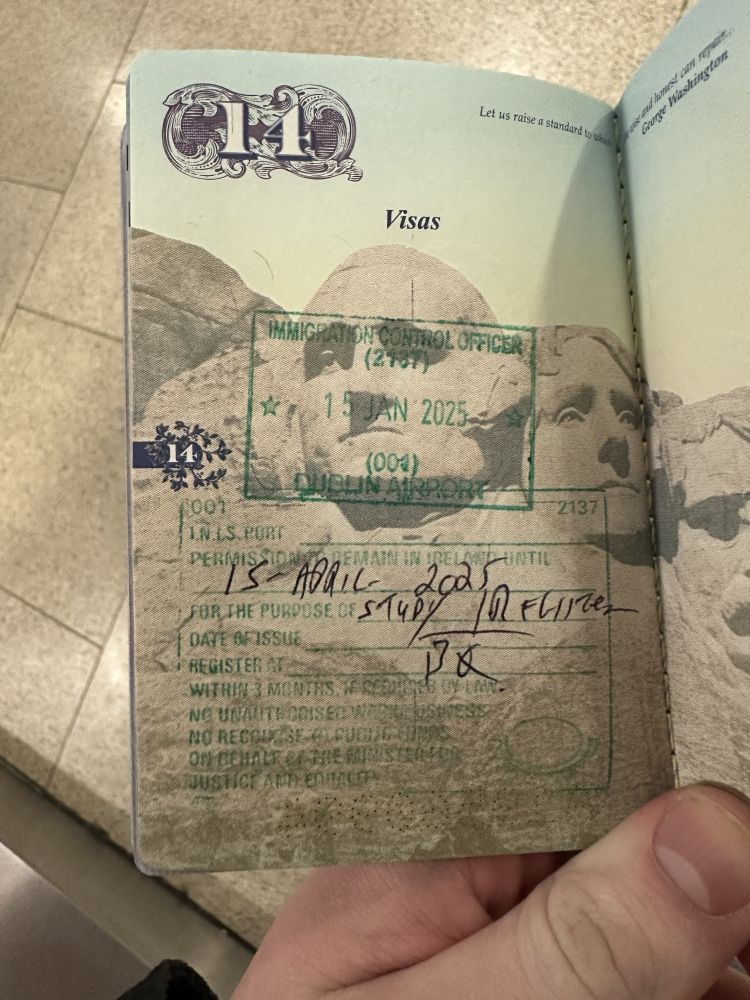 14
Let us raise a standard to
wise and honest can repair...
George Washington
Visas
IMMIGRATION CONTROL OFFICER
(2137)
☆ 15 JAN 2025 ☆
(001)
DUBLIN AIRPORT
14
001 2137
I.N.I.S. PORT
PERMISSION TO REMAIN IN IRELAND UNTIL
15 - APRIL - 2025
FOR THE PURPOSE OF STUDY
DATE OF ISSUE
REGISTER AT
WITHIN 3 MONTHS, IF REQUIRED BY LAW.
NO UNAUTHORISED WORK/BUSINESS
NO RECOURSE TO PUBLIC FUNDS
ON BEHALF OF THE MINISTER FOR
JUSTICE AND EQUALITY